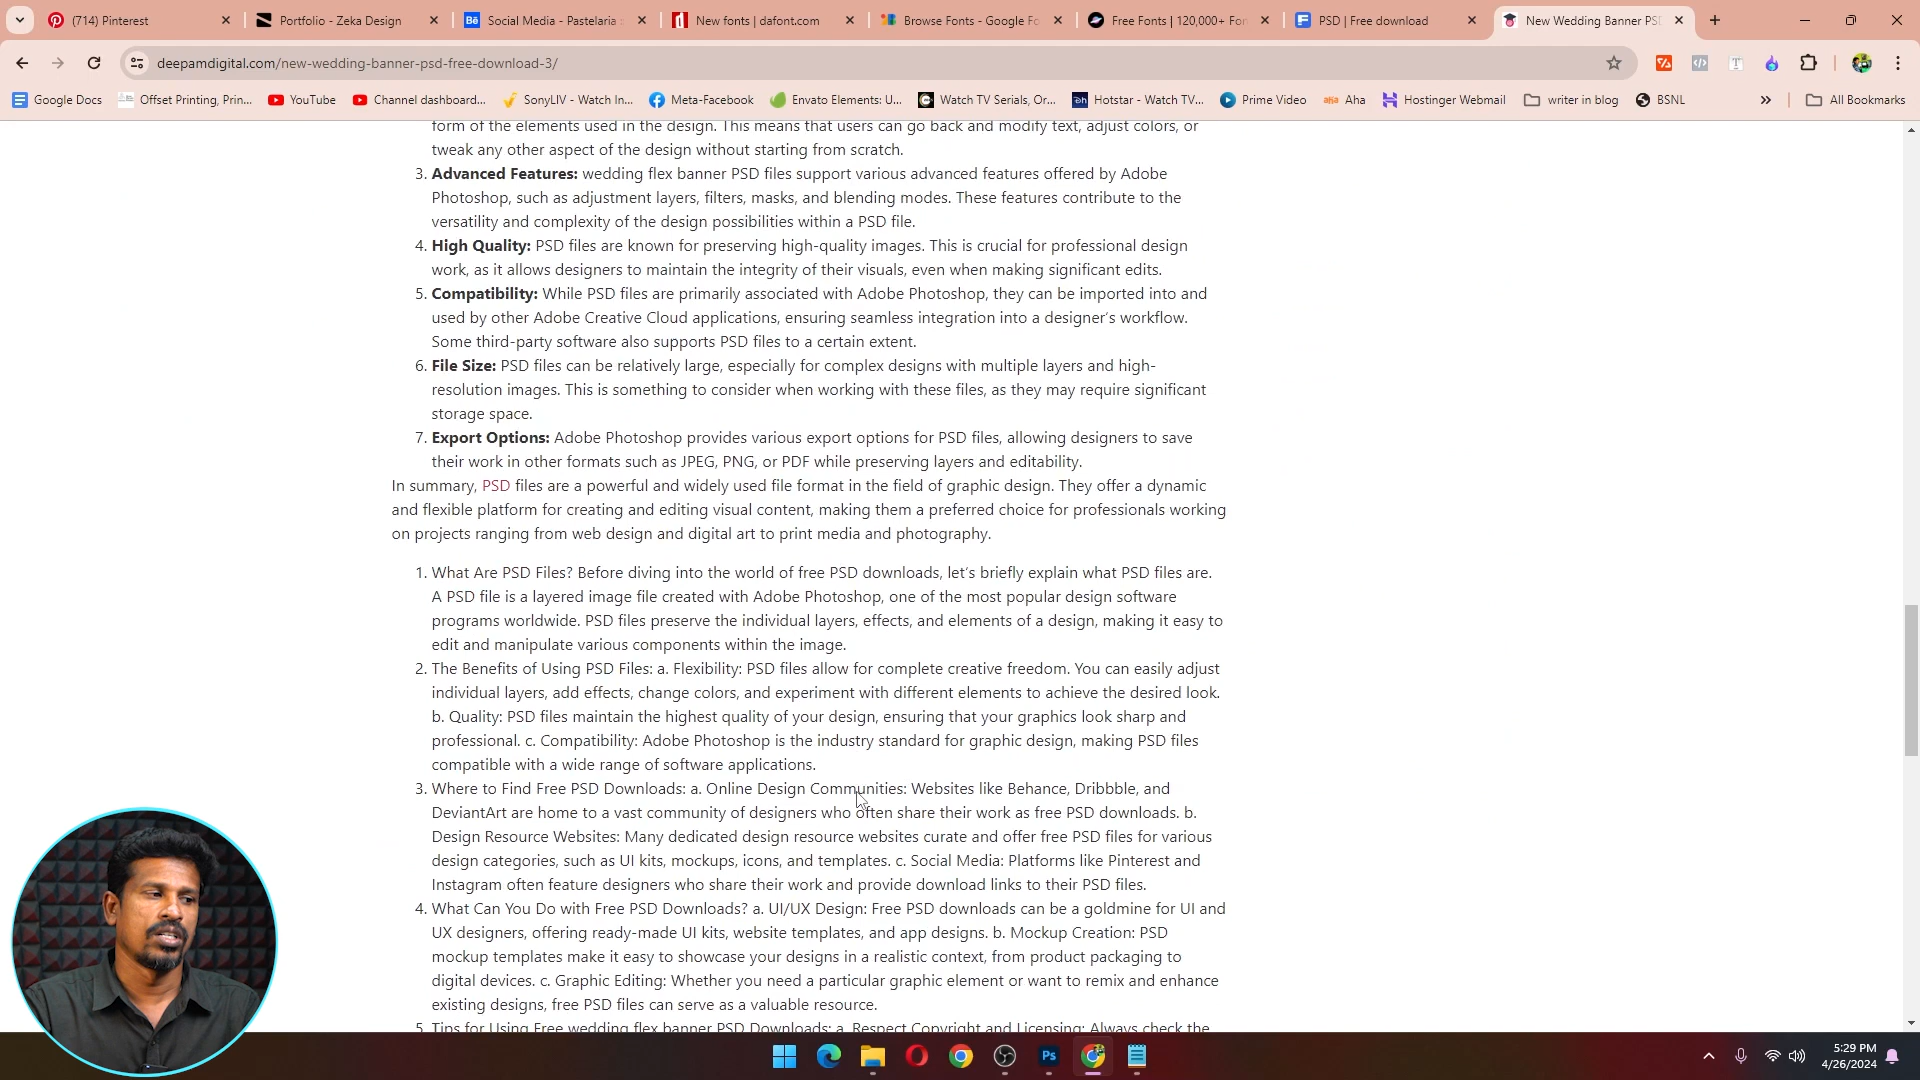 (714) Pinterest
Portfolio - Zeka Design
Social Media - Pastelaria
New fonts | dafont.com
Browse Fonts - Google Fo
Free Fonts | 120,000+ Fon
PSD | Free download
New Wedding Banner PSD
deepamdigital.com/new-wedding-banner-psd-free-download-3/
Google Docs
Offset Printing, Prin...
YouTube
Channel dashboard...
SonyLIV - Watch In...
Meta-Facebook
Envato Elements: U...
Watch TV Serials, Or...
Hotstar - Watch TV...
Prime Video
Aha
Hostinger Webmail
writer in blog
BSNL
All Bookmarks
form of the elements used in the design. This means that users can go back and modify text, adjust colors, or
tweak any other aspect of the design without starting from scratch.
3. Advanced Features: wedding flex banner PSD files support various advanced features offered by Adobe
Photoshop, such as adjustment layers, filters, masks, and blending modes. These features contribute to the
versatility and complexity of the design possibilities within a PSD file.
4. High Quality: PSD files are known for preserving high-quality images. This is crucial for professional design
work, as it allows designers to maintain the integrity of their visuals, even when making significant edits.
5. Compatibility: While PSD files are primarily associated with Adobe Photoshop, they can be imported into and
used by other Adobe Creative Cloud applications, ensuring seamless integration into a designer's workflow.
Some third-party software also supports PSD files to a certain extent.
6. File Size: PSD files can be relatively large, especially for complex designs with multiple layers and high-
resolution images. This is something to consider when working with these files, as they may require significant
storage space.
7. Export Options: Adobe Photoshop provides various export options for PSD files, allowing designers to save
their work in other formats such as JPEG, PNG, or PDF while preserving layers and editability.
In summary, PSD files are a powerful and widely used file format in the field of graphic design. They offer a dynamic
and flexible platform for creating and editing visual content, making them a preferred choice for professionals working
on projects ranging from web design and digital art to print media and photography.
1. What Are PSD Files? Before diving into the world of free PSD downloads, let's briefly explain what PSD files are.
A PSD file is a layered image file created with Adobe Photoshop, one of the most popular design software
programs worldwide. PSD files preserve the individual layers, effects, and elements of a design, making it easy to
edit and manipulate various components within the image.
2. The Benefits of Using PSD Files: a. Flexibility: PSD files allow for complete creative freedom. You can easily adjust
individual layers, add effects, change colors, and experiment with different elements to achieve the desired look.
b. Quality: PSD files maintain the highest quality of your design, ensuring that your graphics look sharp and
professional. c. Compatibility: Adobe Photoshop is the industry standard for graphic design, making PSD files
compatible with a wide range of software applications.
3. Where to Find Free PSD Downloads: a. Online Design Communities: Websites like Behance, Dribbble, and
DeviantArt are home to a vast community of designers who often share their work as free PSD downloads. b.
Design Resource Websites: Many dedicated design resource websites curate and offer free PSD files for various
design categories, such as UI kits, mockups, icons, and templates. c. Social Media: Platforms like Pinterest and
Instagram often feature designers who share their work and provide download links to their PSD files.
4. What Can You Do with Free PSD Downloads? a. UI/UX Design: Free PSD downloads can be a goldmine for UI and
UX designers, offering ready-made UI kits, website templates, and app designs. b. Mockup Creation: PSD
mockup templates make it easy to showcase your designs in a realistic context, from product packaging to
digital devices. c. Graphic Editing: Whether you need a particular graphic element or want to remix and enhance
existing designs, free PSD files can serve as a valuable resource.
5. Tips for Using Free wedding flex banner PSD Downloads: a. Respect Copyright and Licensing: Always check the
5:29 PM
4/26/2024